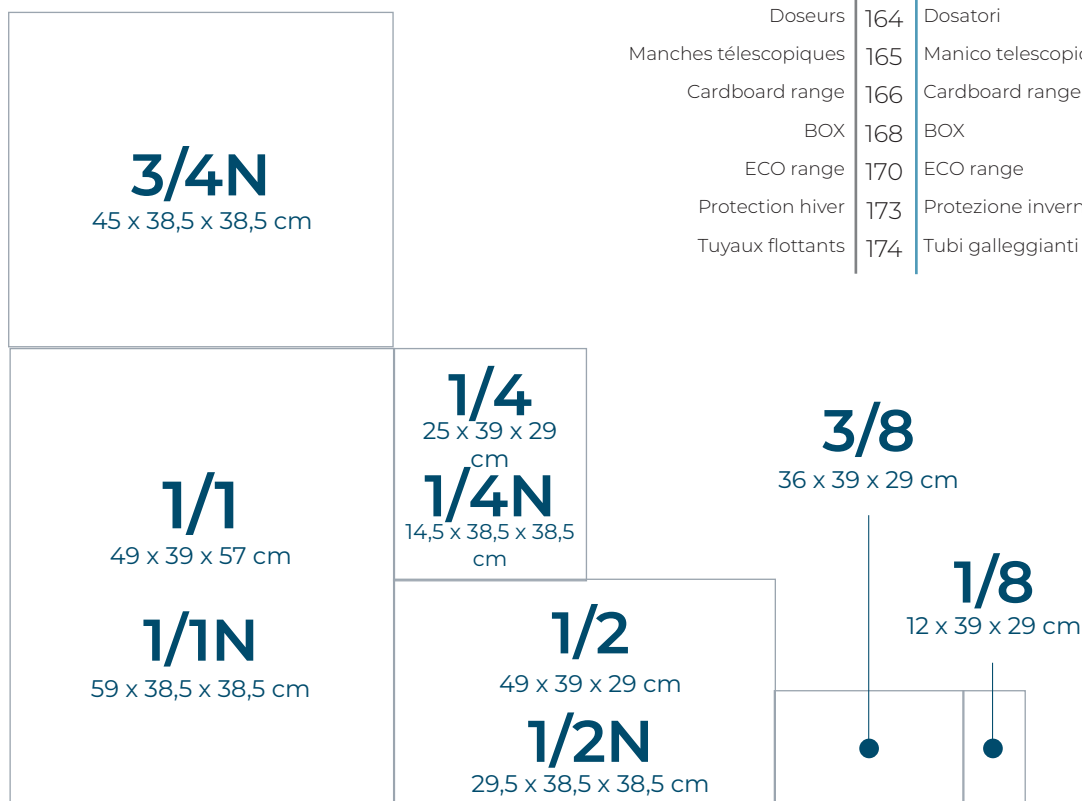 Doseurs 164 Dosatori
Manches télescopiques 165
Manico
Cardboard range 166 Cardboard range
BOX 168 BOX
ECO range 170 ECO range
Protection hiver 173 Protezione
Tuyaux flottants 174 Tubi galleggianti
3/4N
45 x 38,5 x 38,5 cm
1/1
49 x 39 x 57 cm
1/1N
59 x 38,5 x 38,5 cm
1/4
25 x 39 x 29
cm
1/4N
14,5 x 38,5 x 38,5
cm
1/2
49 x 39 x 29 cm
1/2N
29,5 x 38,5 x 38,5 cm
3/8
36 x 39 x 29 cm
1/8
12 x 39 x 29 cm